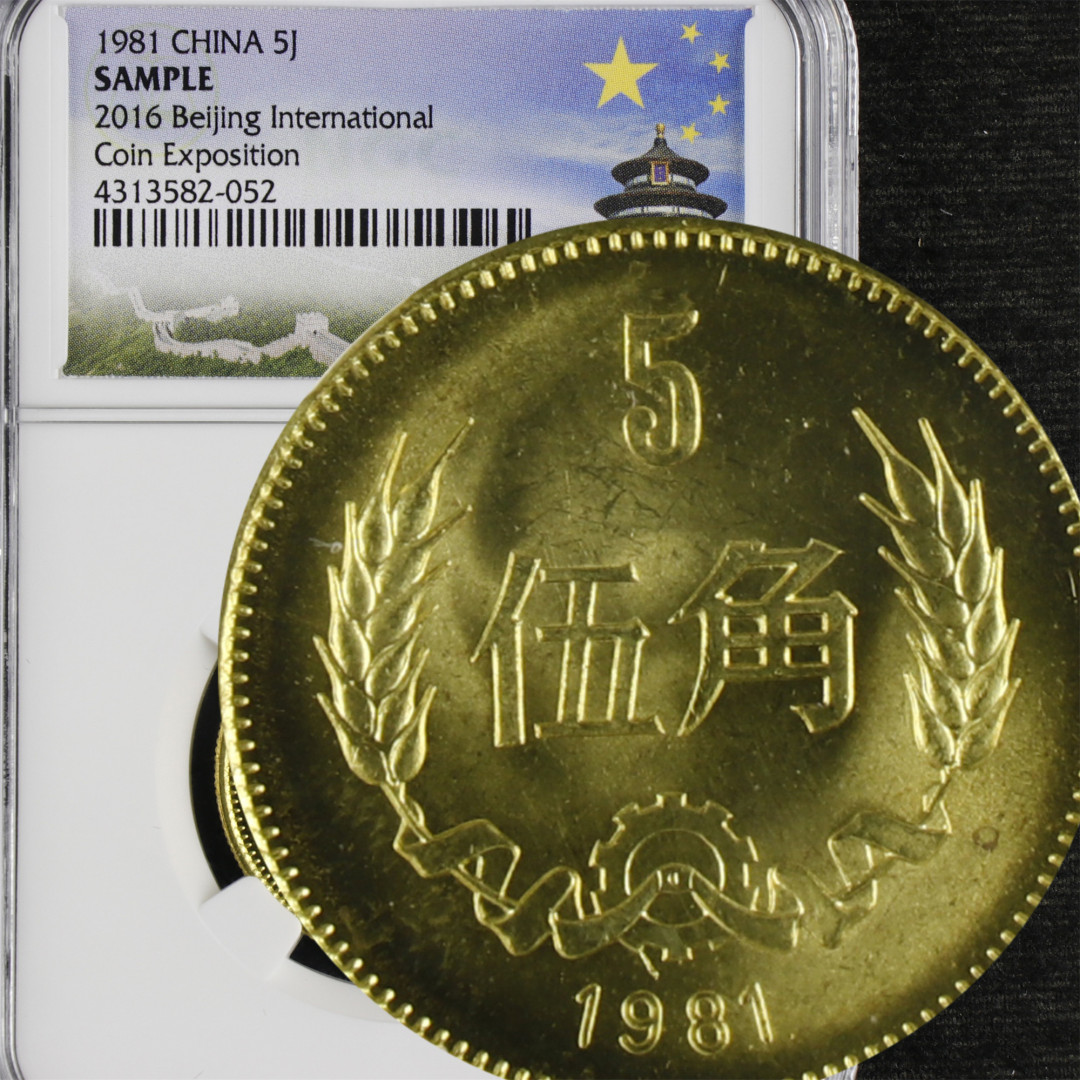 1981 CHINA 5J
SAMPLE
2016 Beijing International
Coin Exposition
4313582-052
5
伍角
1981